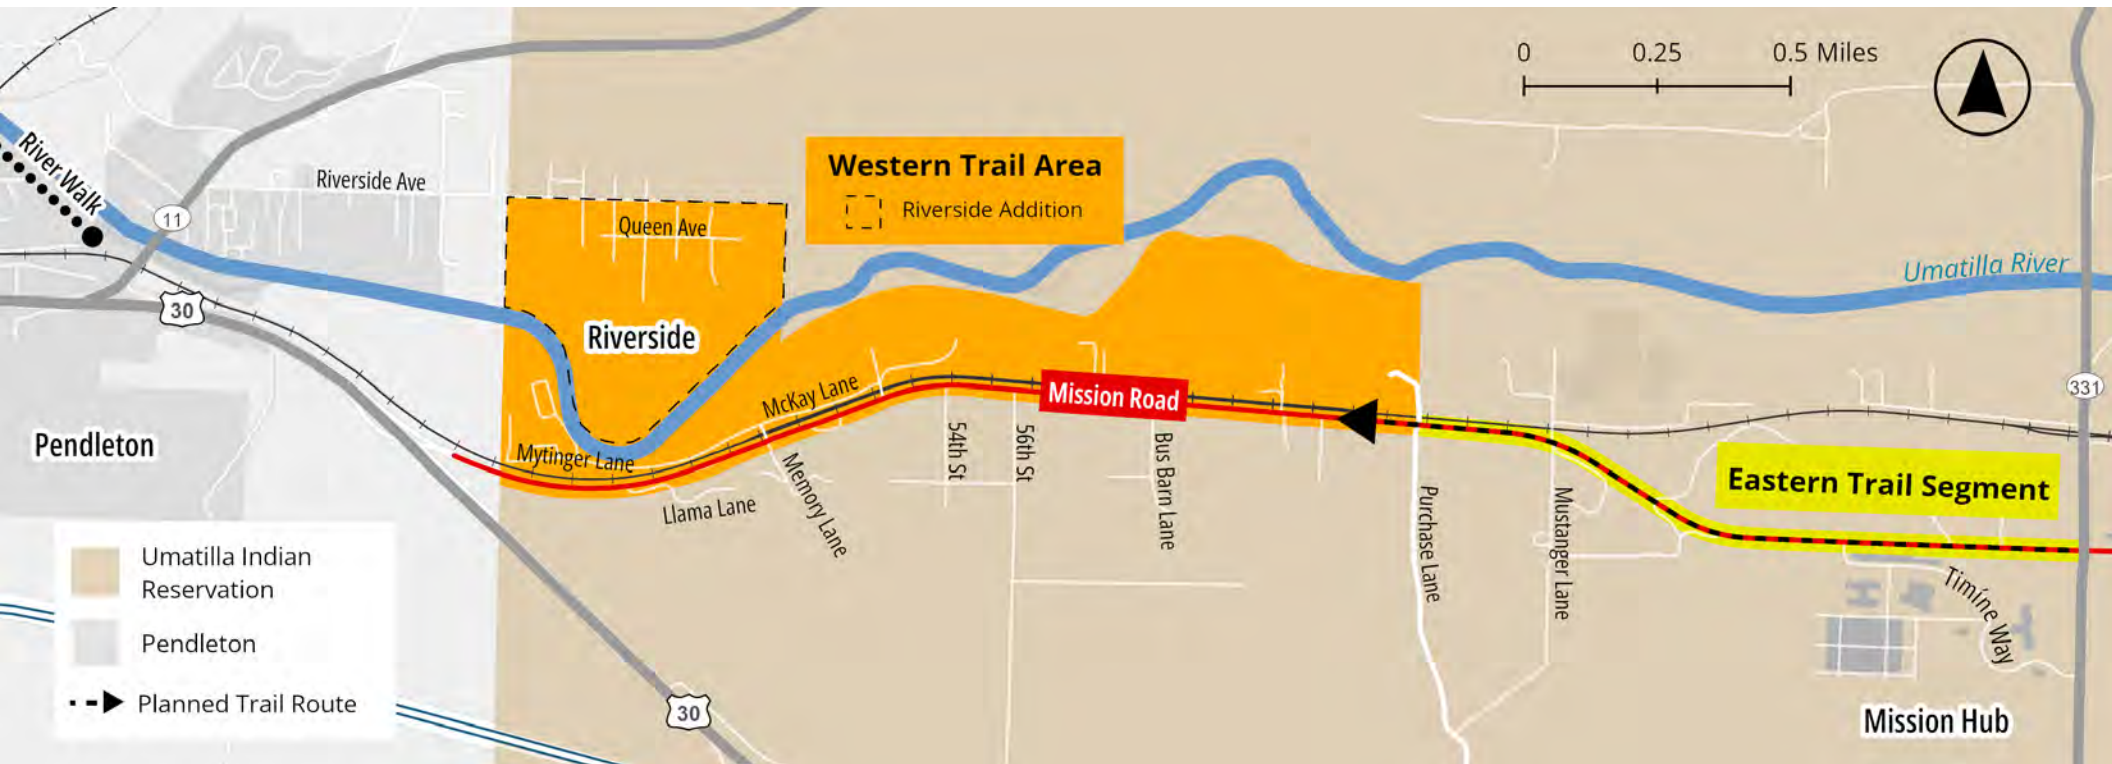 0 0.25 0.5 Miles
River Walk
11
Riverside Ave
Western Trail Area
Riverside Addition
Queen Ave
Umatilla River
30
Riverside
McKay Lane
Mission Road
331
Pendleton
Mytinger Lane
Llama Lane
Memory Lane
54th St
56th St
Bus Barn Lane
Purchase Lane
Mustanger Lane
Eastern Trail Segment
Timíne Way
Umatilla Indian
Reservation
Pendleton
Planned Trail Route
30
Mission Hub